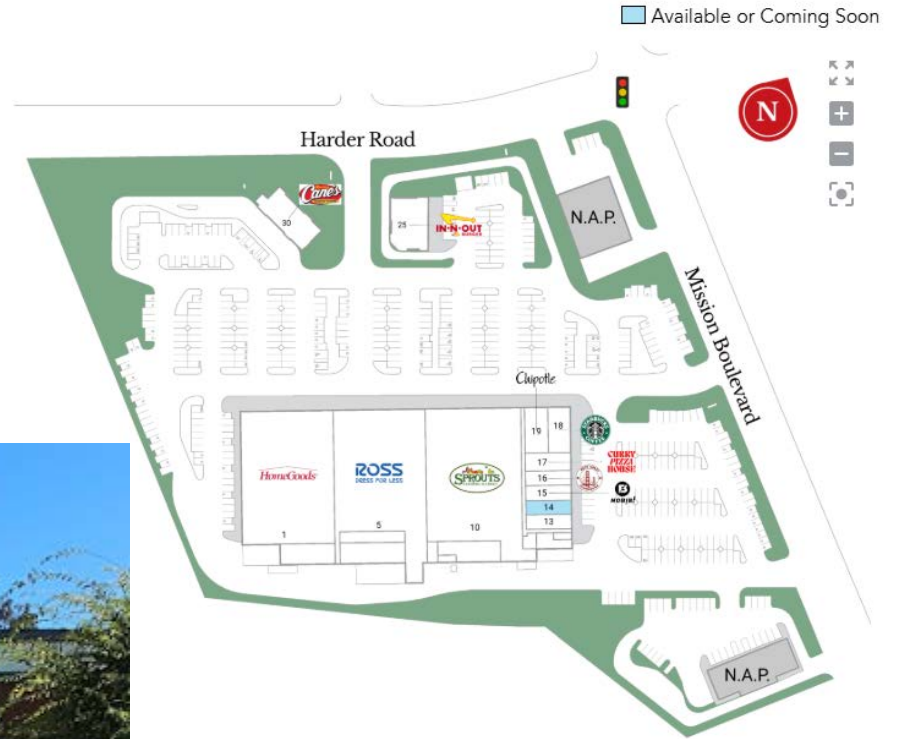 Available or Coming Soon
N
Harder Road
Cane's
30
25
IN-N-OUT
BURGER
N.A.P.
Mission Boulevard
Chipotle
19
18
HomeGoods
ROSS
DRESS FOR LESS
SPROUTS
CURRY
PIZZA
HOUSE
17
16
15
14
13
1
5
10
N.A.P.